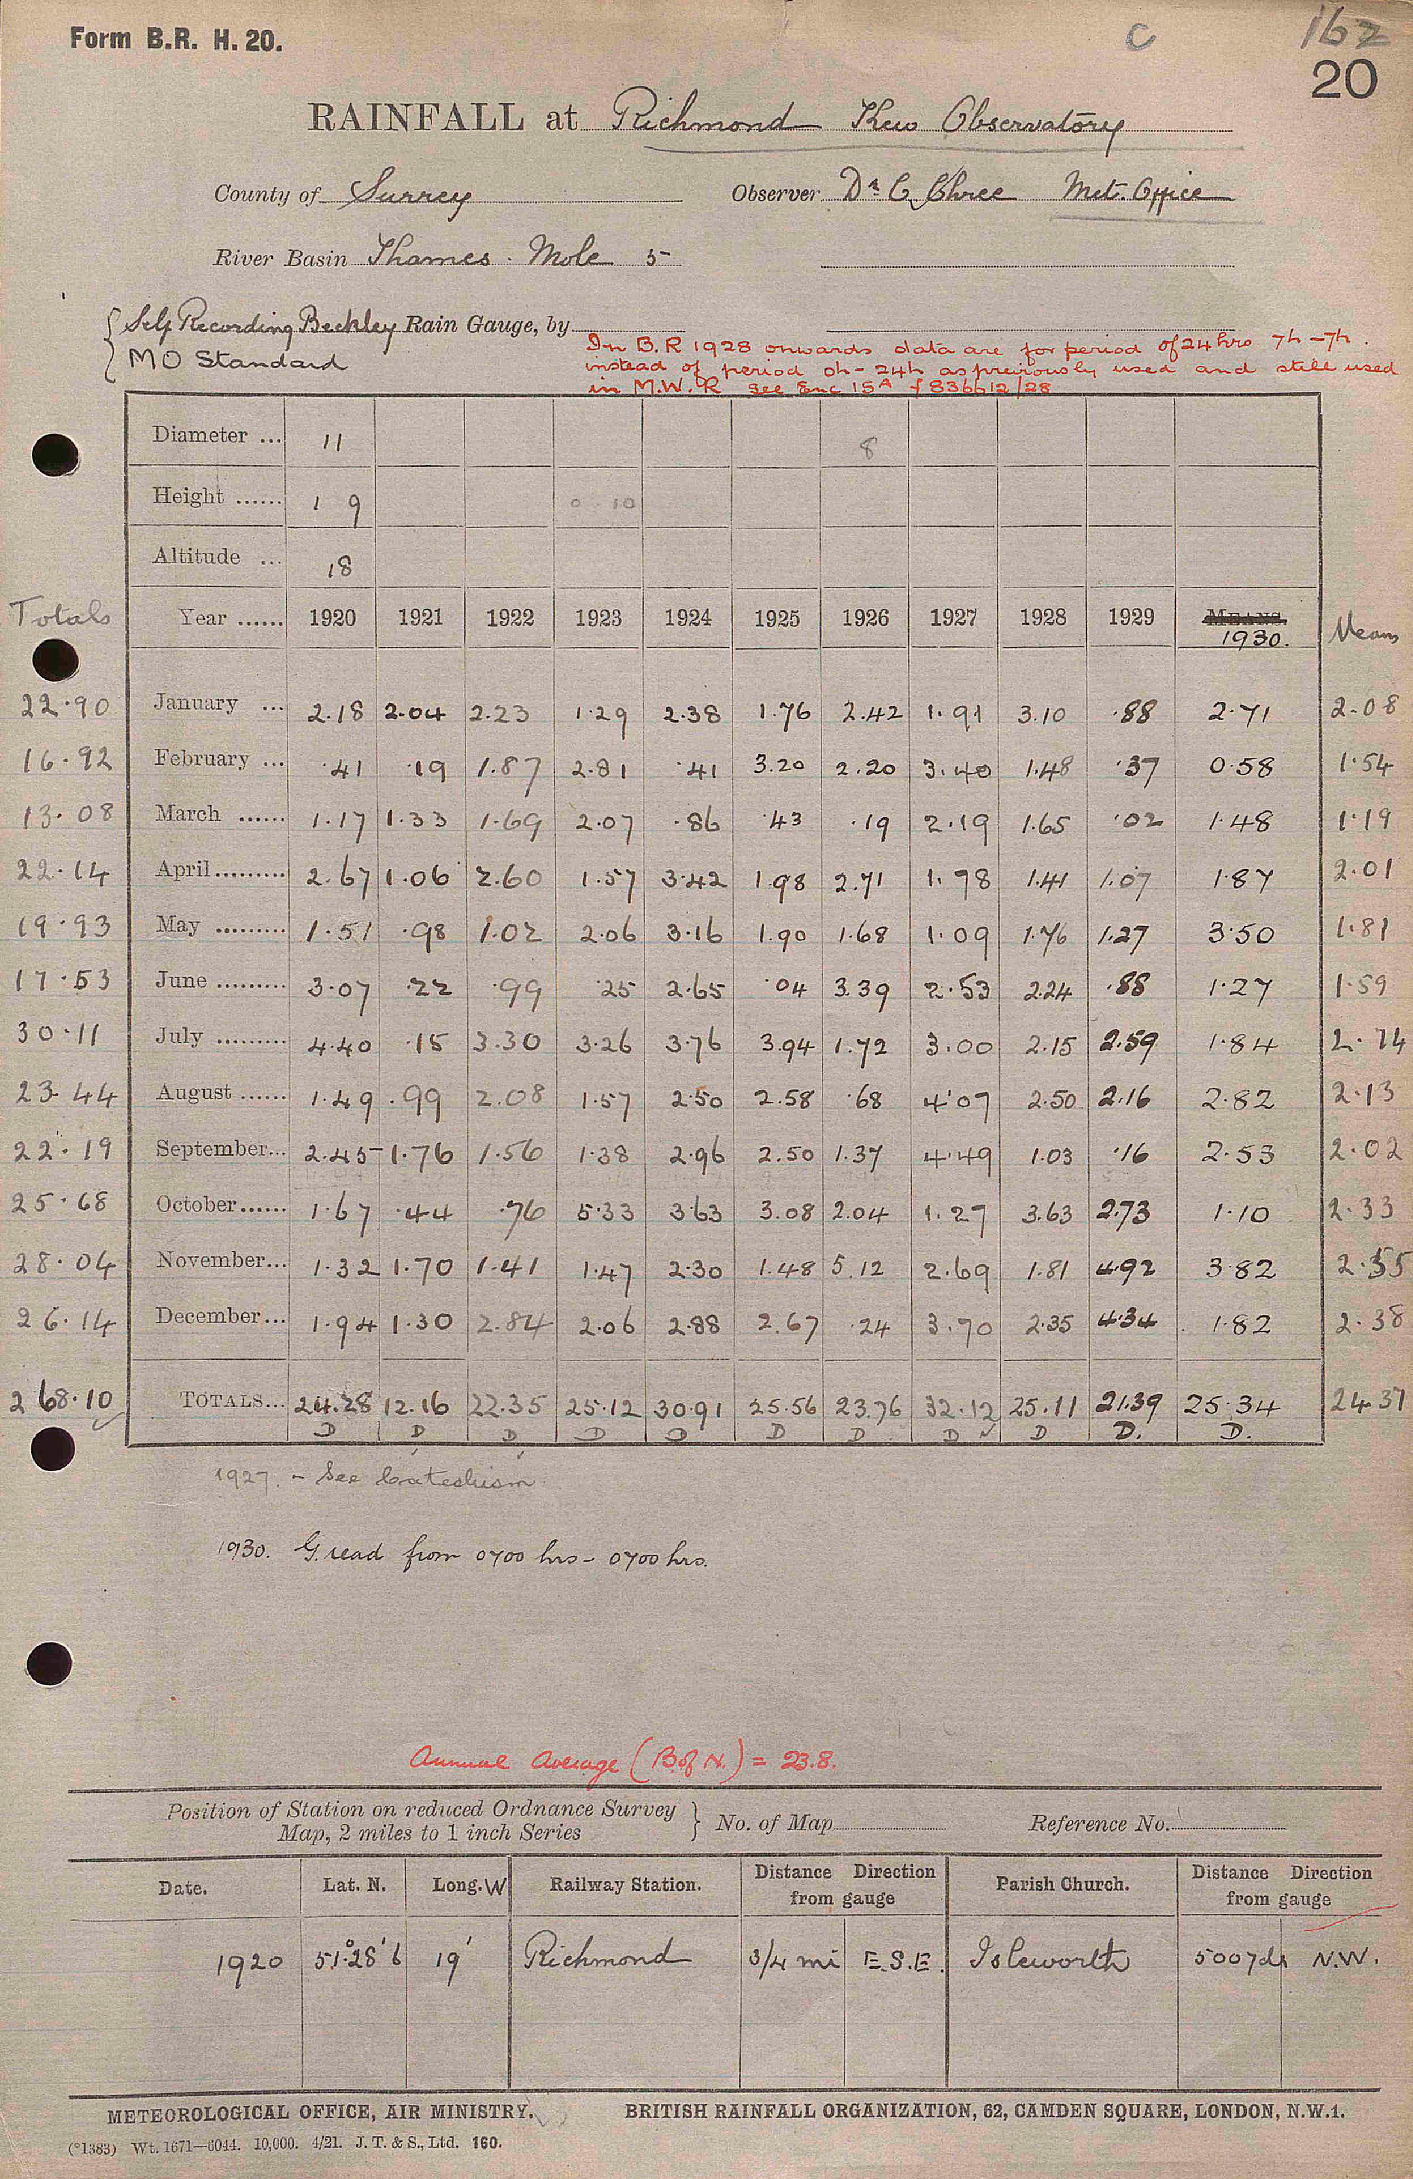 Form B.R. H. 20.
C
162
20
RAINFALL at Richmond Kew Observatory
County of Surrey Observer Dr C Chree Met. Office
River Basin Thames. Mole 5
Self Recording Beckley Rain Gauge, by
MO Standard
In B.R 1928 onwards data are for period of 24 hrs 7h - 7h.
instead of period 0h - 24h as previously used and still used
in M.W.R see Enc 15A f 836612/28
Diameter ... 11 8
Height ...... 1 9 0 10
Altitude ... 18
Totals Year ...... 1920 1921 1922 1923 1924 1925 1926 1927 1928 1929 MEANS. 1930. Means
22.90 January ... 2.18 2.04 2.23 1.29 2.38 1.76 2.42 1.91 3.10 .88 2.71 2.08
16.92 February ... .41 .19 1.87 2.81 .41 3.20 2.20 3.40 1.48 .37 0.58 1.54
13.08 March ...... 1.17 1.33 1.69 2.07 .86 .43 .19 2.19 1.65 .02 1.48 1.19
22.14 April ......... 2.67 1.06 2.60 1.57 3.42 1.98 2.71 1.78 1.41 1.07 1.87 2.01
19.93 May ......... 1.51 .98 1.02 2.06 3.16 1.90 1.68 1.09 1.76 1.27 3.50 1.81
17.53 June ......... 3.07 .22 .99 .25 2.65 .04 3.39 2.53 2.24 .88 1.27 1.59
30.11 July ......... 4.40 .15 3.30 3.26 3.76 3.94 1.72 3.00 2.15 2.59 1.84 2.74
23.44 August ...... 1.49 .99 2.08 1.57 2.50 2.58 .68 4.07 2.50 2.16 2.82 2.13
22.19 September... 2.45 1.76 1.56 1.38 2.96 2.50 1.37 4.49 1.03 .16 2.53 2.02
25.68 October...... 1.67 .44 .76 5.33 3.63 3.08 2.04 1.27 3.63 2.73 1.10 2.33
28.04 November... 1.32 1.70 1.41 1.47 2.30 1.48 5.12 2.69 1.81 4.92 3.82 2.55
26.14 December... 1.94 1.30 2.84 2.06 2.88 2.67 .24 3.70 2.35 4.34 1.82 2.38
268.10 TOTALS... 24.28 12.16 22.35 25.12 30.91 25.56 23.76 32.12 25.11 21.39 25.34 24.37
D D D D D D D D D D. D.
1927. - See Catechism
1930. G. read from 0700 hrs - 0700 hrs.
Annual Average (B of N.) = 23.8.
Position of Station on reduced Ordnance Survey
Map, 2 miles to 1 inch Series } No. of Map Reference No.
Date. Lat. N. Long. W Railway Station. Distance Direction from gauge Parish Church. Distance Direction from gauge
1920 51°28'6 19' Richmond 3/4 mi E.S.E. Isleworth 500 yds N.W.
METEOROLOGICAL OFFICE, AIR MINISTRY. BRITISH RAINFALL ORGANIZATION, 62, CAMDEN SQUARE, LONDON, N.W.1.
(*1383) Wt. 1671—6044. 10,000. 4/21. J. T. & S., Ltd. 160.